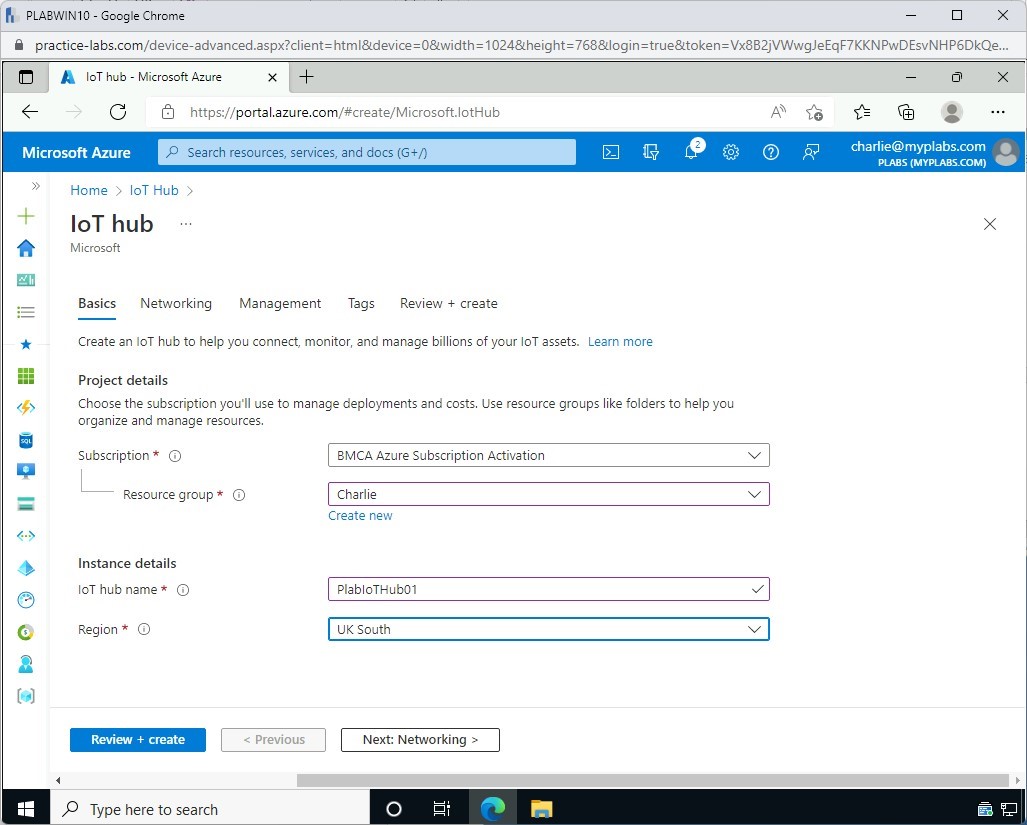 PLABWIN10 - Google Chrome
practice-labs.com/device-advanced.aspx?client=html&device=0&width=1024&height=768&login=true&token=Vx8B2jVWwgJeEqF7KKNPwDEsvNHP6DkQe...
IoT hub - Microsoft Azure
https://portal.azure.com/#create/Microsoft.IotHub
Microsoft Azure
Search resources, services, and docs (G+/)
2
charlie@myplabs.com
PLABS (MYPLABS.COM)
Home > IoT Hub >
IoT hub ...
Microsoft
Basics Networking Management Tags Review + create
Create an IoT hub to help you connect, monitor, and manage billions of your IoT assets. Learn more
Project details
Choose the subscription you'll use to manage deployments and costs. Use resource groups like folders to help you
organize and manage resources.
Subscription * BMCA Azure Subscription Activation
Resource group * Charlie
Create new
Instance details
IoT hub name * PlabIoTHub01
Region * UK South
Review + create < Previous Next: Networking >
Type here to search